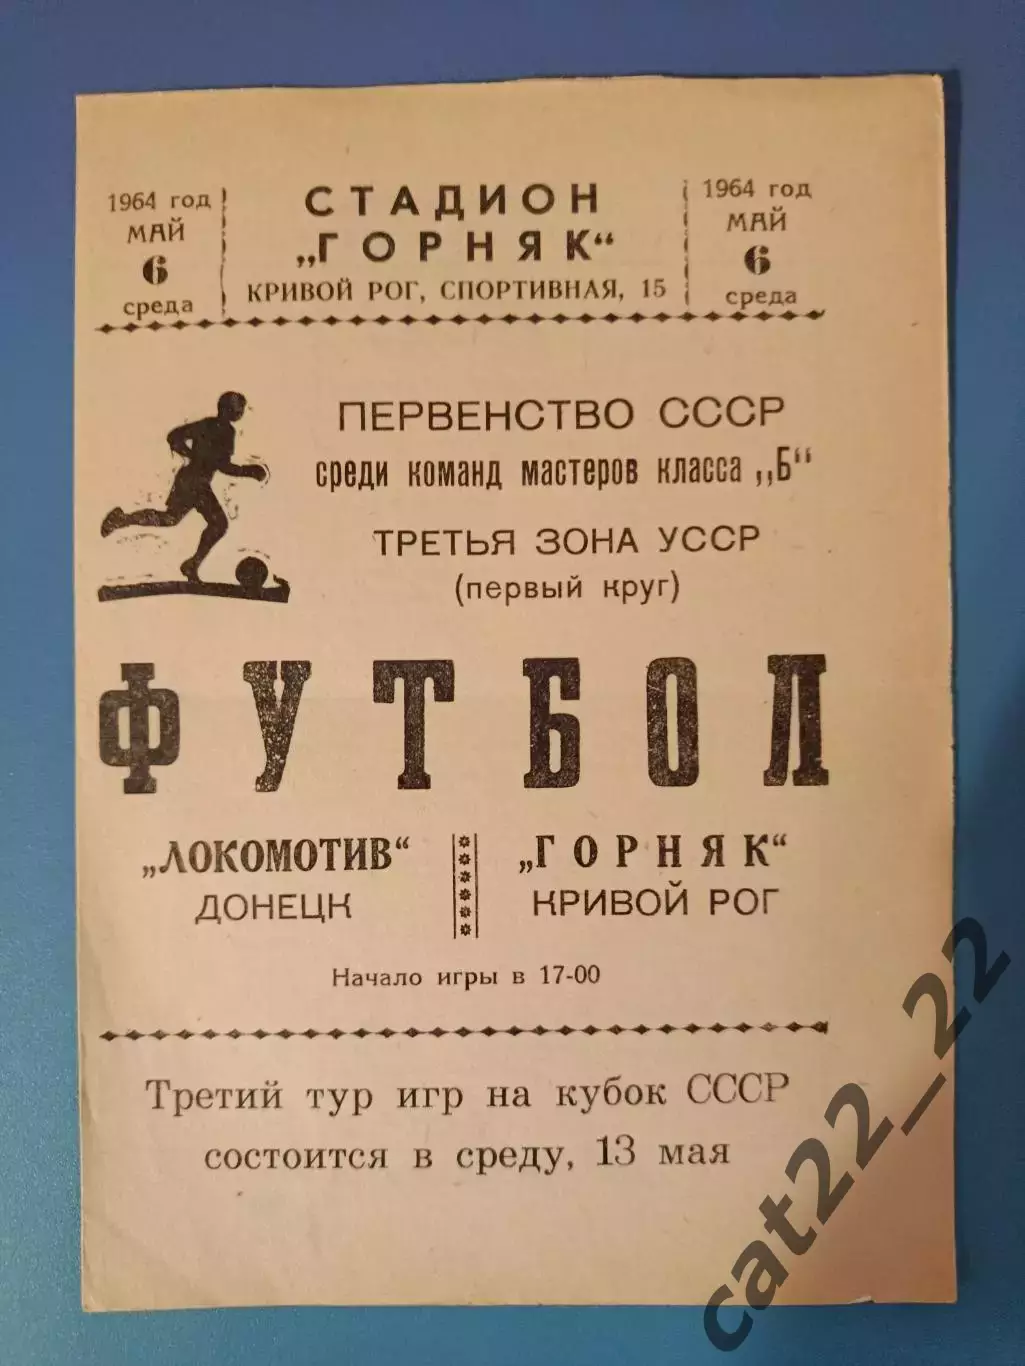 1964 год
МАЙ
6
среда
СТАДИОН
„ГОРНЯК“
КРИВОЙ РОГ, СПОРТИВНАЯ, 15
1964 год
МАЙ
6
среда
ПЕРВЕНСТВО СССР
среди команд мастеров класса „Б“
ТРЕТЬЯ ЗОНА УССР
(первый круг)
ФУТБОЛ
„ЛОКОМОТИВ“
ДОНЕЦК
„ГОРНЯК“
КРИВОЙ РОГ
Начало игры в 17-00
Третий тур игр на кубок СССР
состоится в среду, 13 мая
cat22_22